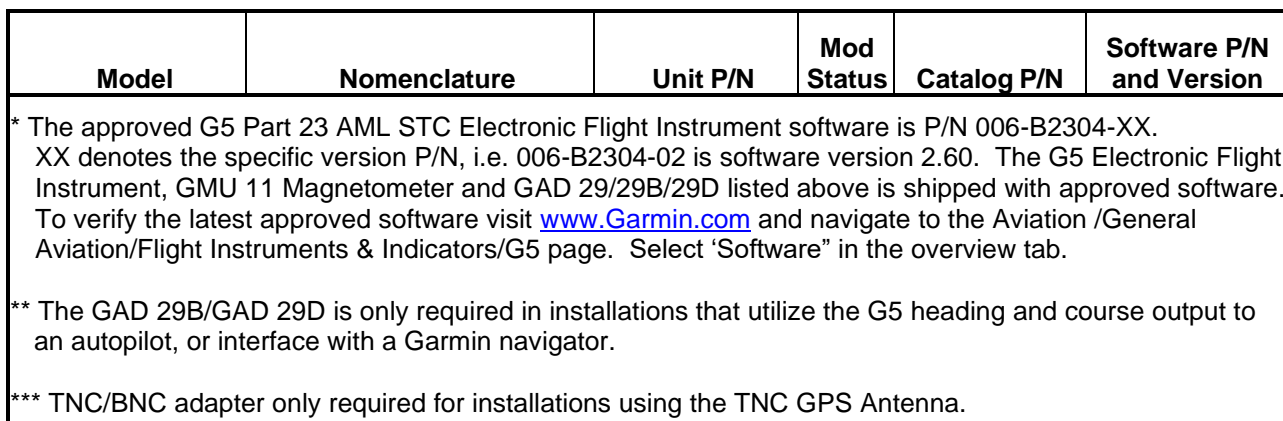 Model Nomenclature Unit P/N Mod Status Catalog P/N Software P/N and Version
* The approved G5 Part 23 AML STC Electronic Flight Instrument software is P/N 006-B2304-XX.
XX denotes the specific version P/N, i.e. 006-B2304-02 is software version 2.60. The G5 Electronic Flight
Instrument, GMU 11 Magnetometer and GAD 29/29B/29D listed above is shipped with approved software.
To verify the latest approved software visit www.Garmin.com and navigate to the Aviation /General
Aviation/Flight Instruments & Indicators/G5 page. Select ‘Software” in the overview tab.
** The GAD 29B/GAD 29D is only required in installations that utilize the G5 heading and course output to
an autopilot, or interface with a Garmin navigator.
*** TNC/BNC adapter only required for installations using the TNC GPS Antenna.